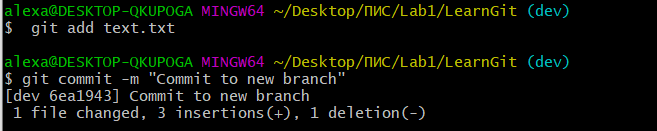 alexa@DESKTOP-QKUPOGA MINGW64 ~/Desktop/ПИС/Lab1/LearnGit (dev)
$  git add text.txt
alexa@DESKTOP-QKUPOGA MINGW64 ~/Desktop/ПИС/Lab1/LearnGit (dev)
$ git commit -m "Commit to new branch"
[dev 6ea1943] Commit to new branch
 1 file changed, 3 insertions(+), 1 deletion(-)